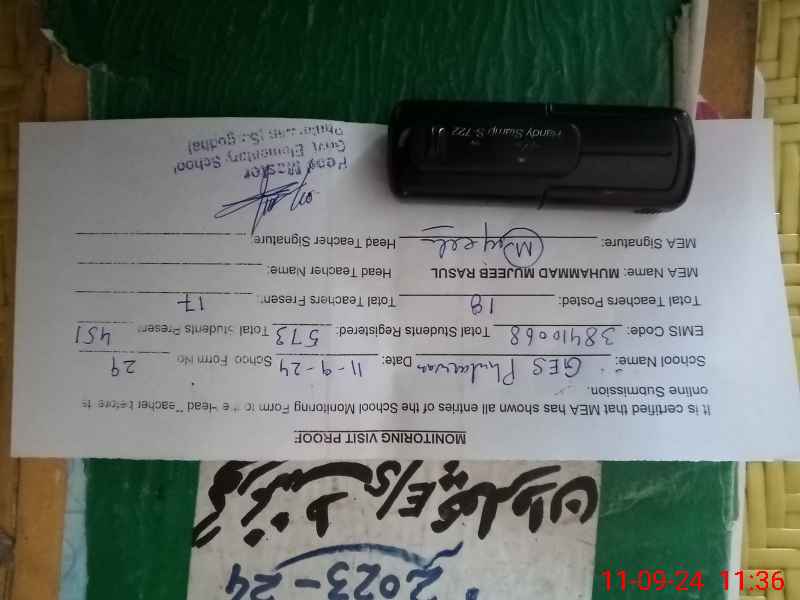 MONITORING VISIT PROOF
It is certified that MEA has shown all entries of the School Monitoring Form to the Head Teacher before its
online Submission.
School Name: GES Phularwan Date: 11-9-24 School Form No 29
EMIS Code: 38410068 Total Students Registered: 573 Total Students Present 451
Total Teachers Posted: 19 Total Teachers Present: 17
MEA Name: MUHAMMAD MUJEEB RASUL Head Teacher Name:
MEA Signature: Mujeeb Head Teacher Signature:
Head Master
Govt. Elementary School
Phularwan (Sargodha)
Handy Stamp S-722
2023-24
11-09-24 11:36